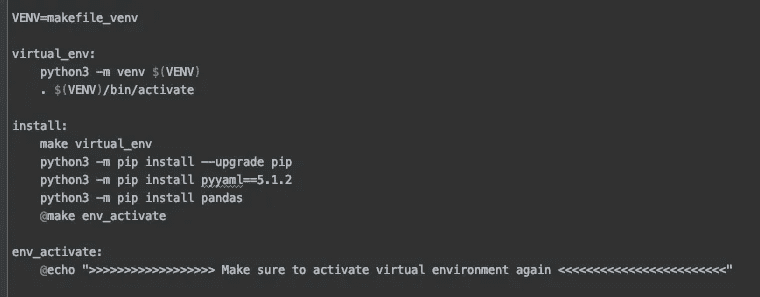 VENV=makefile_venv
virtual_env:
python3 -m venv $(VENV)
. $(VENV)/bin/activate
install:
make virtual_env
python3 -m pip install --upgrade pip
python3 -m pip install pyyaml==5.1.2
python3 -m pip install pandas
@make env_activate
env_activate:
@echo ">>>>>>>>>>>>>>>>>> Make sure to activate virtual environment again <<<<<<<<<<<<<<<<<<<<<<<<"